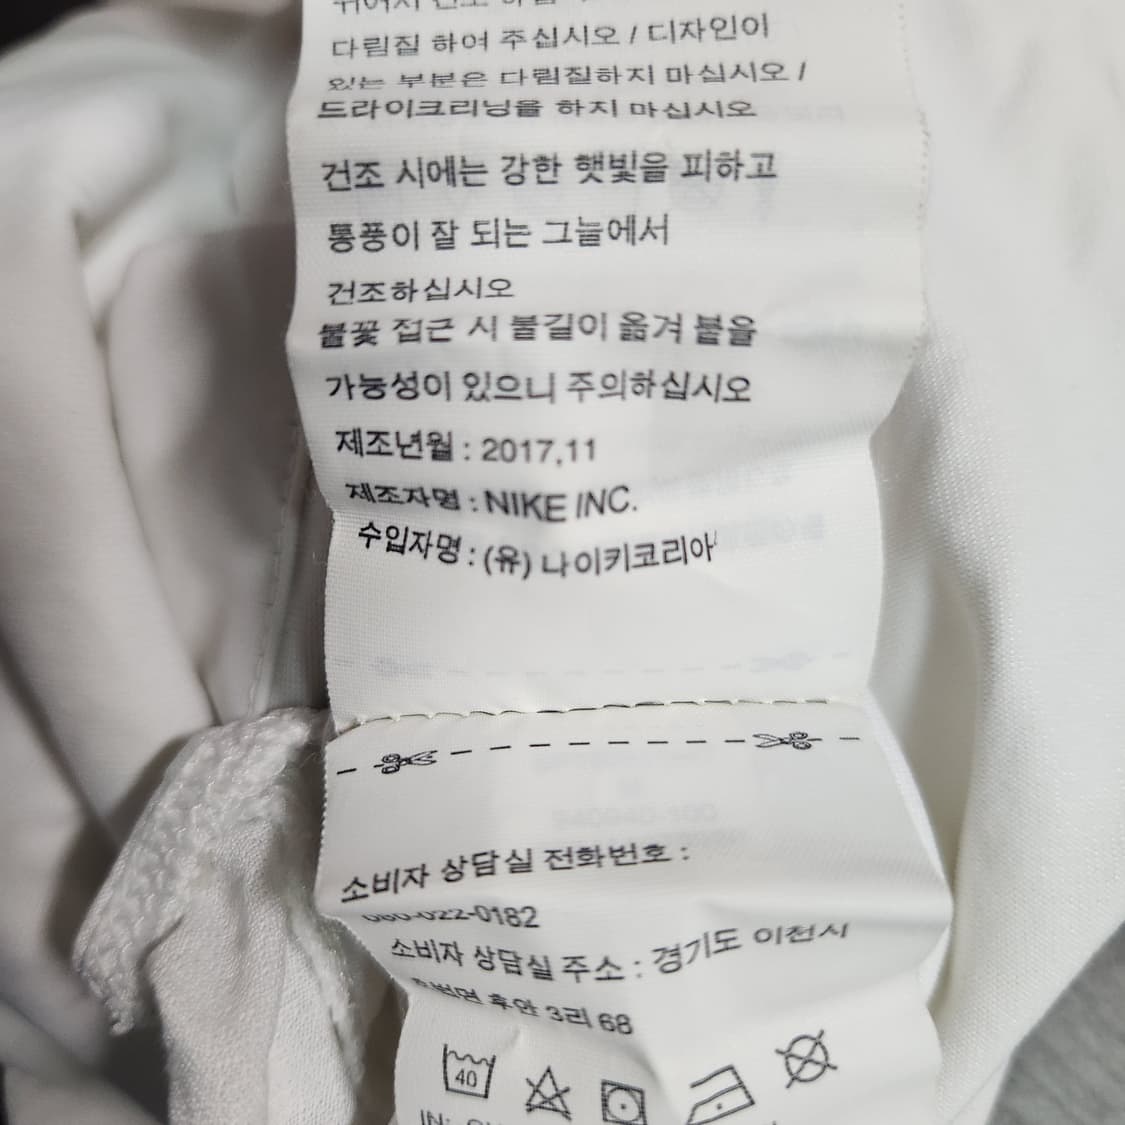 다림질 하여 주십시오 / 디자인이
있는 부분은 다림질하지 마십시오 /
드라이크리닝을 하지 마십시오
건조 시에는 강한 햇빛을 피하고
통풍이 잘 되는 그늘에서
건조하십시오
불꽃 접근 시 불길이 옮겨 붙을
가능성이 있으니 주의하십시오
제조년월 : 2017.11
제조자명 : NIKE INC.
수입자명 : (유) 나이키코리아
소비자 상담실 전화번호 :
080-022-0182
소비자 상담실 주소 : 경기도 이천시
후안 3리 68
40